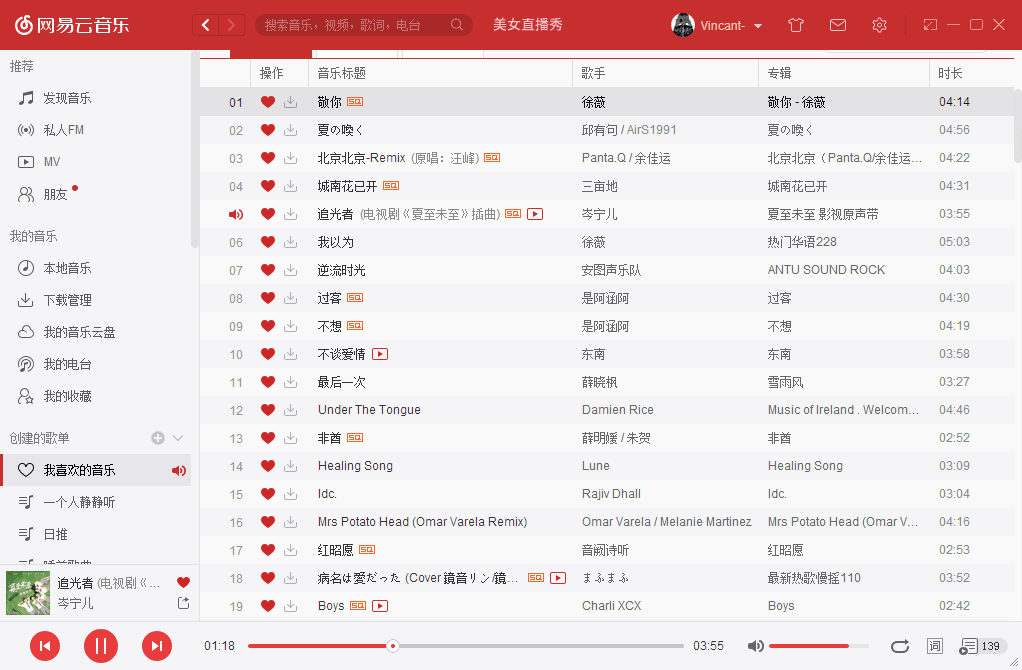 网易云音乐 搜索音乐，视频，歌词，电台 美女直播秀 Vincant-
推荐
发现音乐
私人FM
MV
朋友
我的音乐
本地音乐
下载管理
我的音乐云盘
我的电台
我的收藏
创建的歌单
我喜欢的音乐
一个人静静听
日推
操作 音乐标题 歌手 专辑 时长
01 敬你 SQ 徐薇 敬你 - 徐薇 04:14
02 夏の喚く 邱有句 / AirS1991 夏の喚く 04:56
03 北京北京-Remix (原唱：汪峰) SQ Panta.Q / 余佳运 北京北京（Panta.Q/余佳运... 04:22
04 城南花已开 SQ 三亩地 城南花已开 04:31
追光者 (电视剧《夏至未至》插曲) SQ 岑宁儿 夏至未至 影视原声带 03:55
06 我以为 徐薇 热门华语228 05:03
07 逆流时光 安图声乐队 ANTU SOUND ROCK 04:03
08 过客 SQ 是阿涵阿 过客 04:30
09 不想 SQ 是阿涵阿 不想 04:19
10 不谈爱情 东南 东南 03:58
11 最后一次 薛晓枫 雪雨风 03:27
12 Under The Tongue Damien Rice Music of Ireland . Welcom... 04:46
13 非酋 SQ 薛明媛 / 朱贺 非酋 02:52
14 Healing Song Lune Healing Song 03:09
15 Idc. Rajiv Dhall Idc. 03:04
16 Mrs Potato Head (Omar Varela Remix) Omar Varela / Melanie Martinez Mrs Potato Head (Omar V... 04:16
17 红昭愿 SQ 音阙诗听 红昭愿 02:53
18 病名は愛だった (Cover 鏡音リン/鏡... SQ まふまふ 最新热歌慢摇110 03:52
19 Boys SQ Charli XCX Boys 02:42
追光者 (电视剧《...
岑宁儿
01:18 03:55 词 139